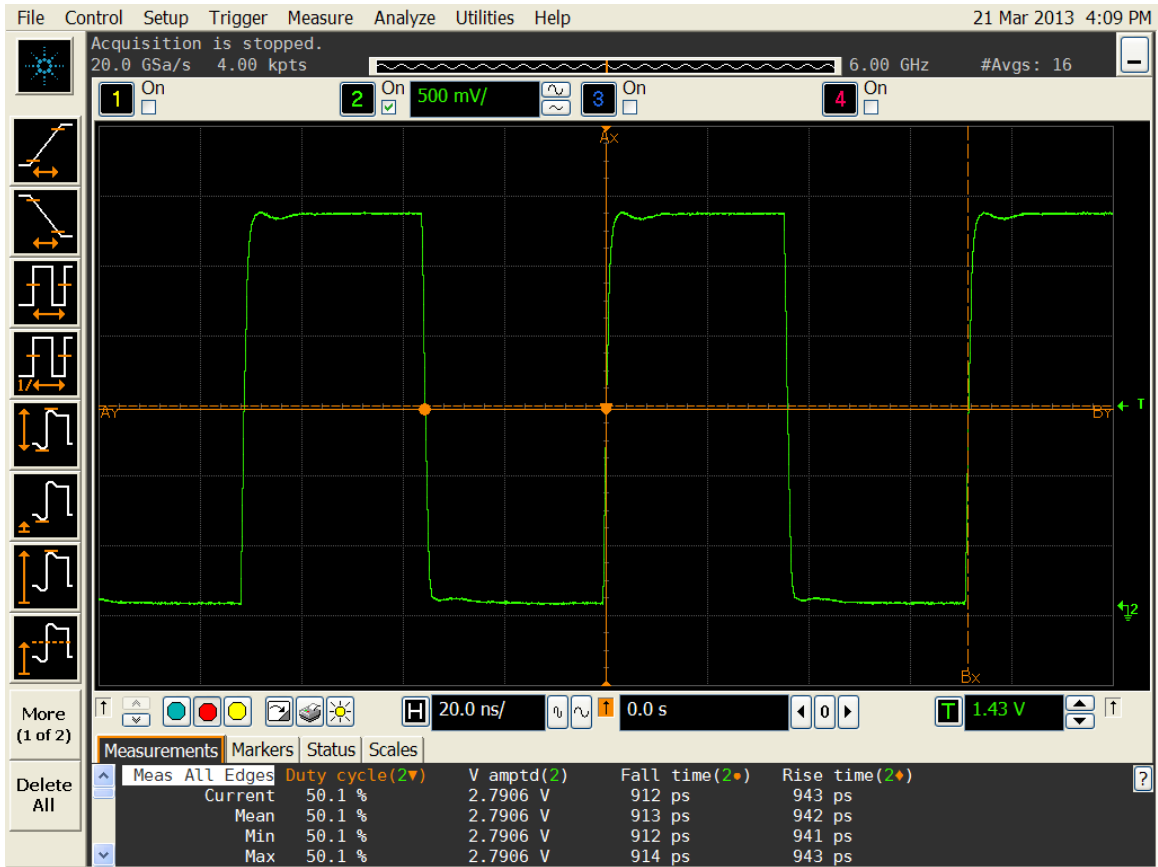 File Control Setup Trigger Measure Analyze Utilities Help 21 Mar 2013 4:09 PM
Acquisition is stopped.
20.0 GSa/s 4.00 kpts 6.00 GHz #Avgs: 16
1 On 2 On 500 mV/ 3 On 4 On
Ax
AY BY T
2
Bx
1/
More
(1 of 2)
Delete
All
H 20.0 ns/ 0.0 s 0 T 1.43 V
Measurements Markers Status Scales
Meas All Edges Duty cycle(2▼) V amptd(2) Fall time(2●) Rise time(2♦) ?
Current 50.1 % 2.7906 V 912 ps 943 ps
Mean 50.1 % 2.7906 V 913 ps 942 ps
Min 50.1 % 2.7906 V 912 ps 941 ps
Max 50.1 % 2.7906 V 914 ps 943 ps